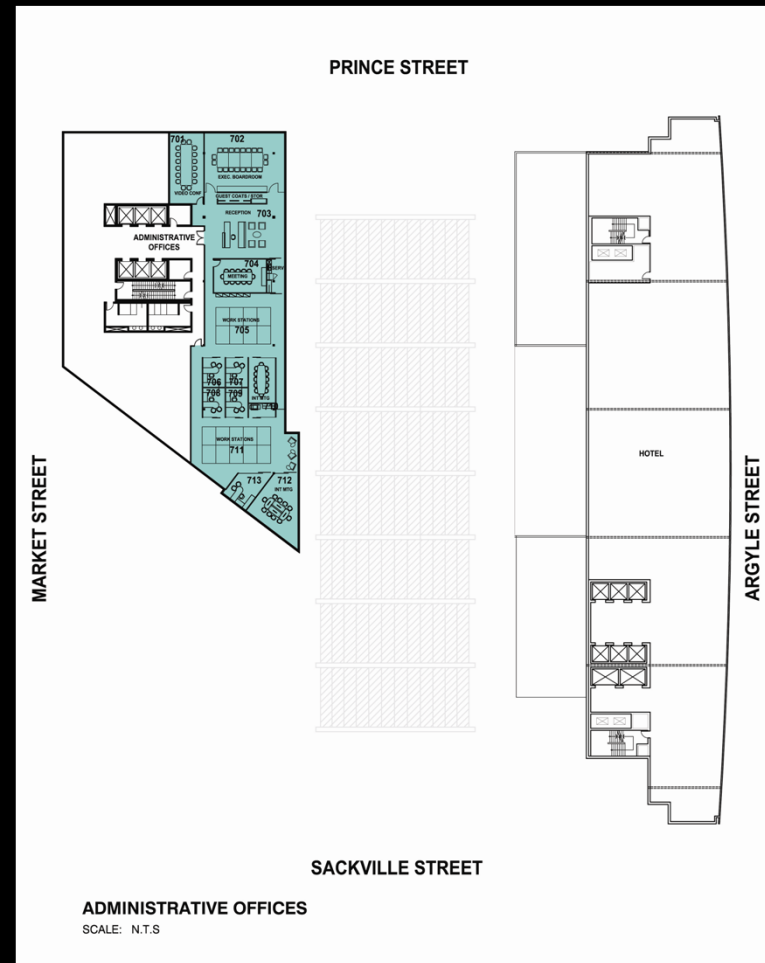 PRINCE STREET
701
702
VIDEO CONF
EXEC. BOARDROOM
GUEST COATS / STOR
RECEPTION
703
ADMINISTRATIVE
OFFICES
704
SERV
MEETING
WORK STATIONS
705
706
707
708
709
INT MTG
WORK STATIONS
711
713
712
INT MTG
HOTEL
MARKET STREET
ARGYLE STREET
SACKVILLE STREET
ADMINISTRATIVE OFFICES
SCALE: N.T.S